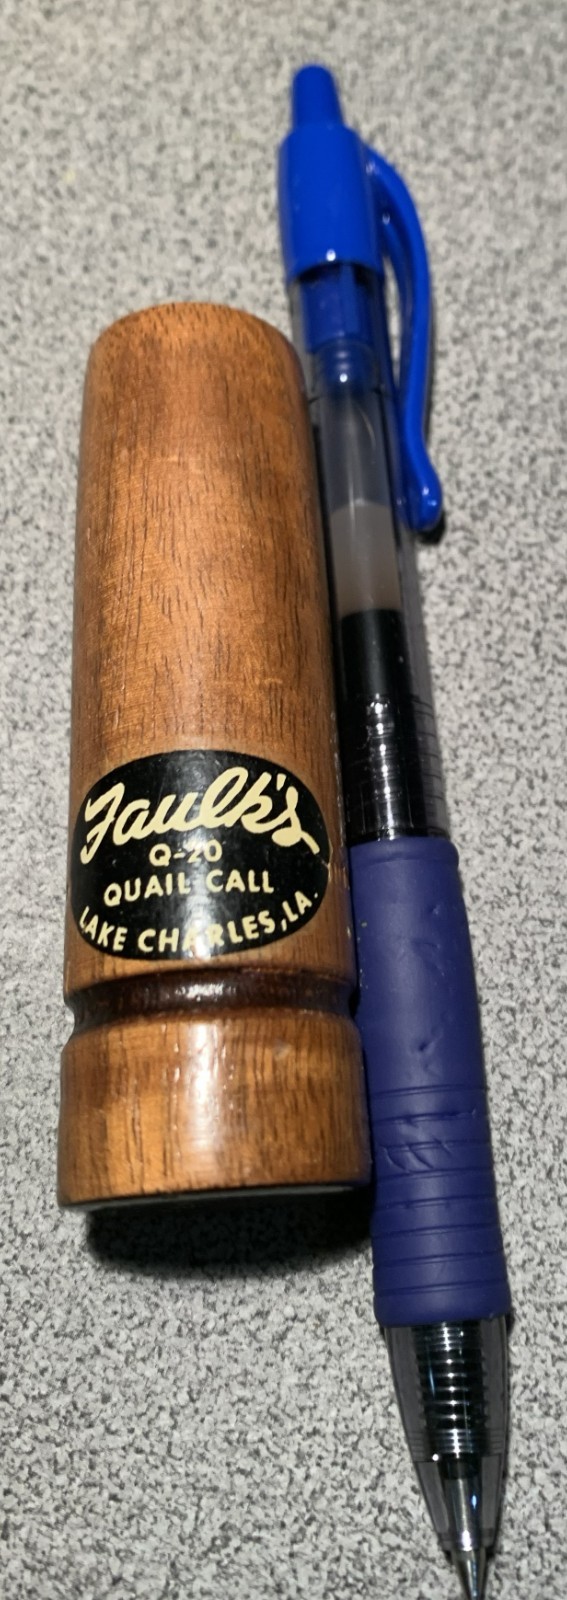 Faulk's
Q-20
QUAIL CALL
LAKE CHARLES, LA.